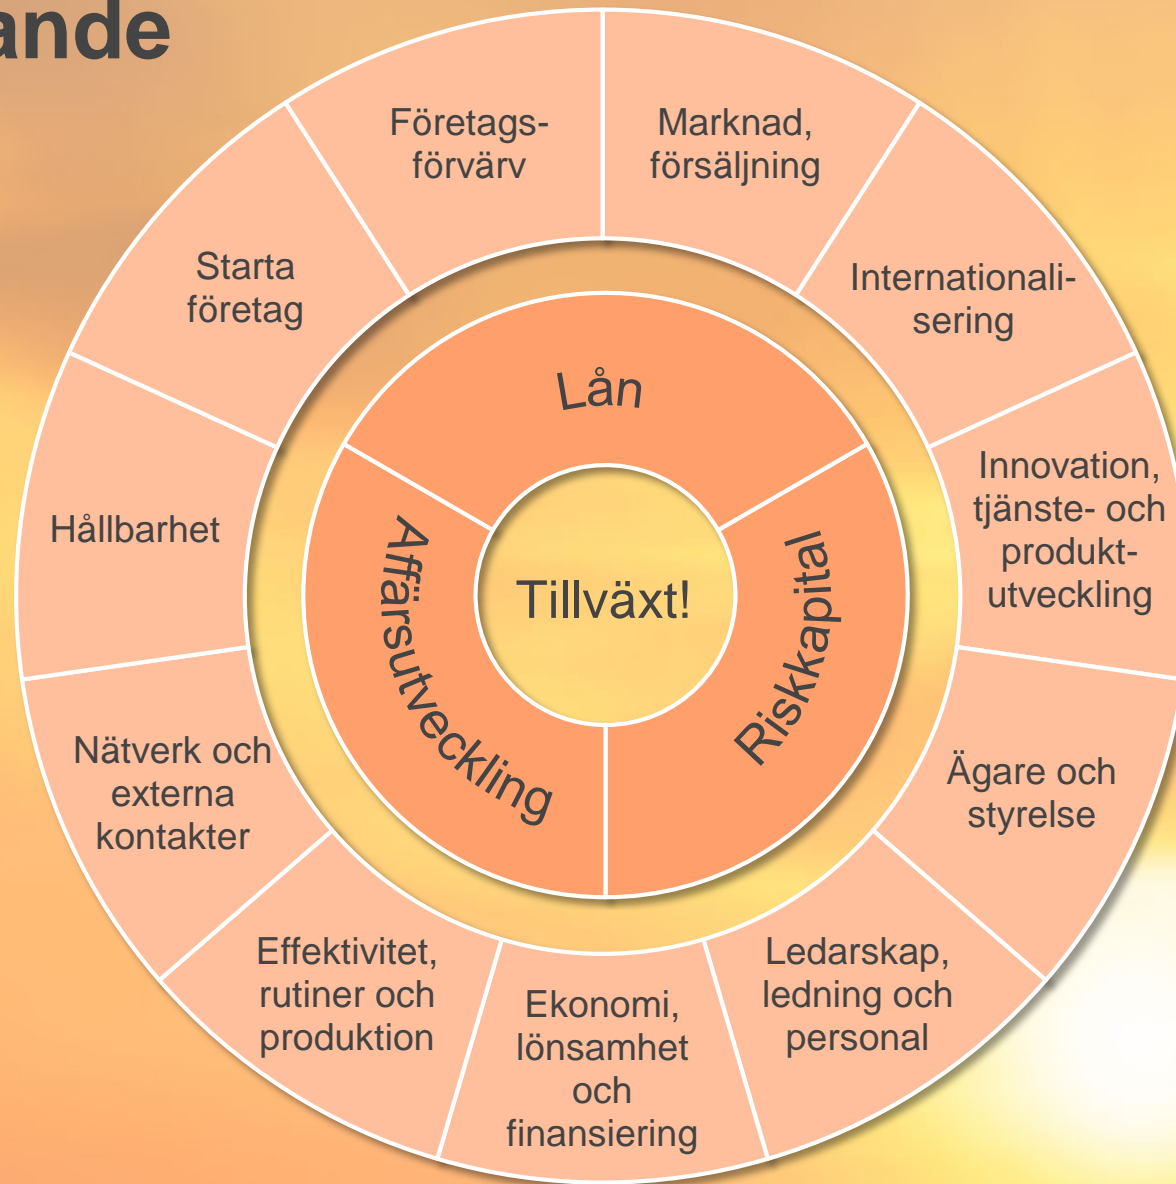 ande
Företags-
förvärv
Marknad,
försäljning
Internationali-
sering
Innovation,
tjänste- och
produkt-
utveckling
Ägare och
styrelse
Ledarskap,
ledning och
personal
Ekonomi,
lönsamhet
och
finansiering
Effektivitet,
rutiner och
produktion
Nätverk och
externa
kontakter
Hållbarhet
Starta
företag
Lån
Riskkapital
Affärsutveckling
Tillväxt!